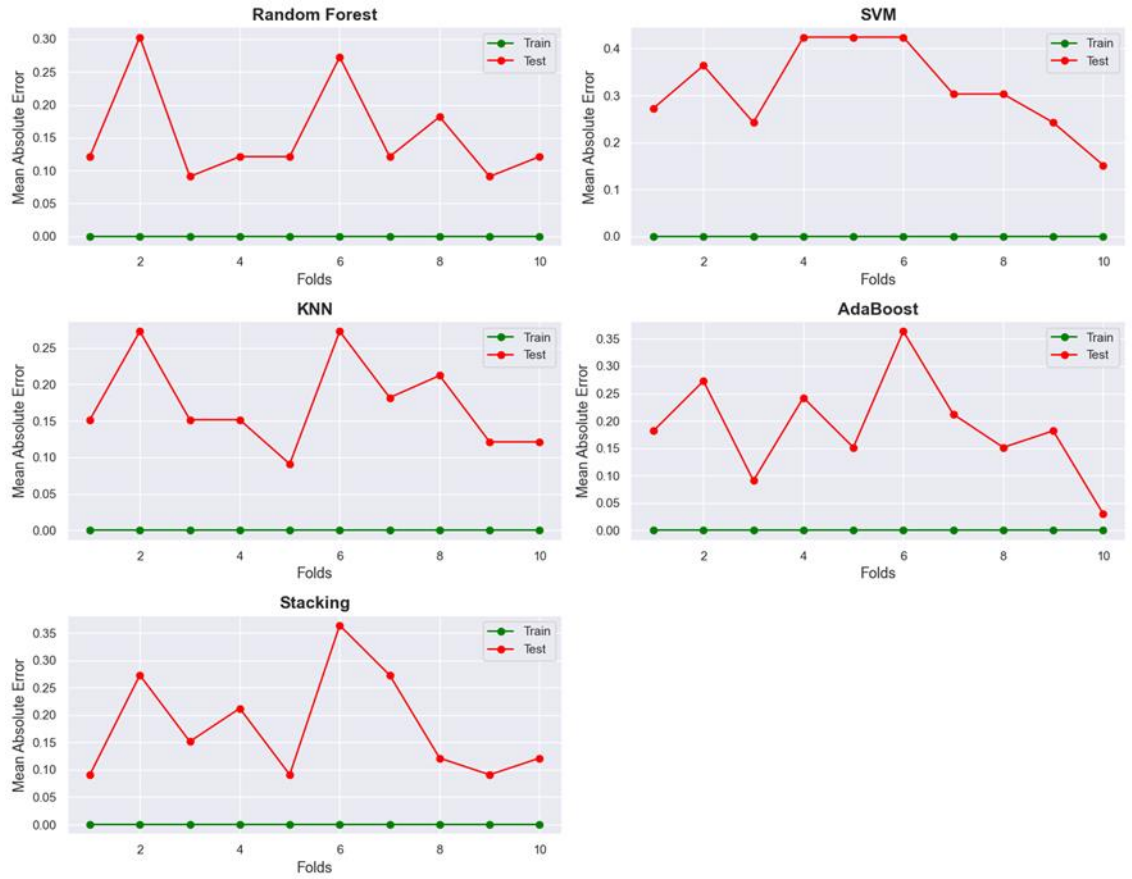 Random Forest
Mean Absolute Error
0.30
0.25
0.20
0.15
0.10
0.05
0.00
Train
Test
2 4 6 8 10
Folds
SVM
Mean Absolute Error
0.4
0.3
0.2
0.1
0.0
Train
Test
2 4 6 8 10
Folds
KNN
Mean Absolute Error
0.25
0.20
0.15
0.10
0.05
0.00
Train
Test
2 4 6 8 10
Folds
AdaBoost
Mean Absolute Error
0.35
0.30
0.25
0.20
0.15
0.10
0.05
0.00
Train
Test
2 4 6 8 10
Folds
Stacking
Mean Absolute Error
0.35
0.30
0.25
0.20
0.15
0.10
0.05
0.00
Train
Test
2 4 6 8 10
Folds